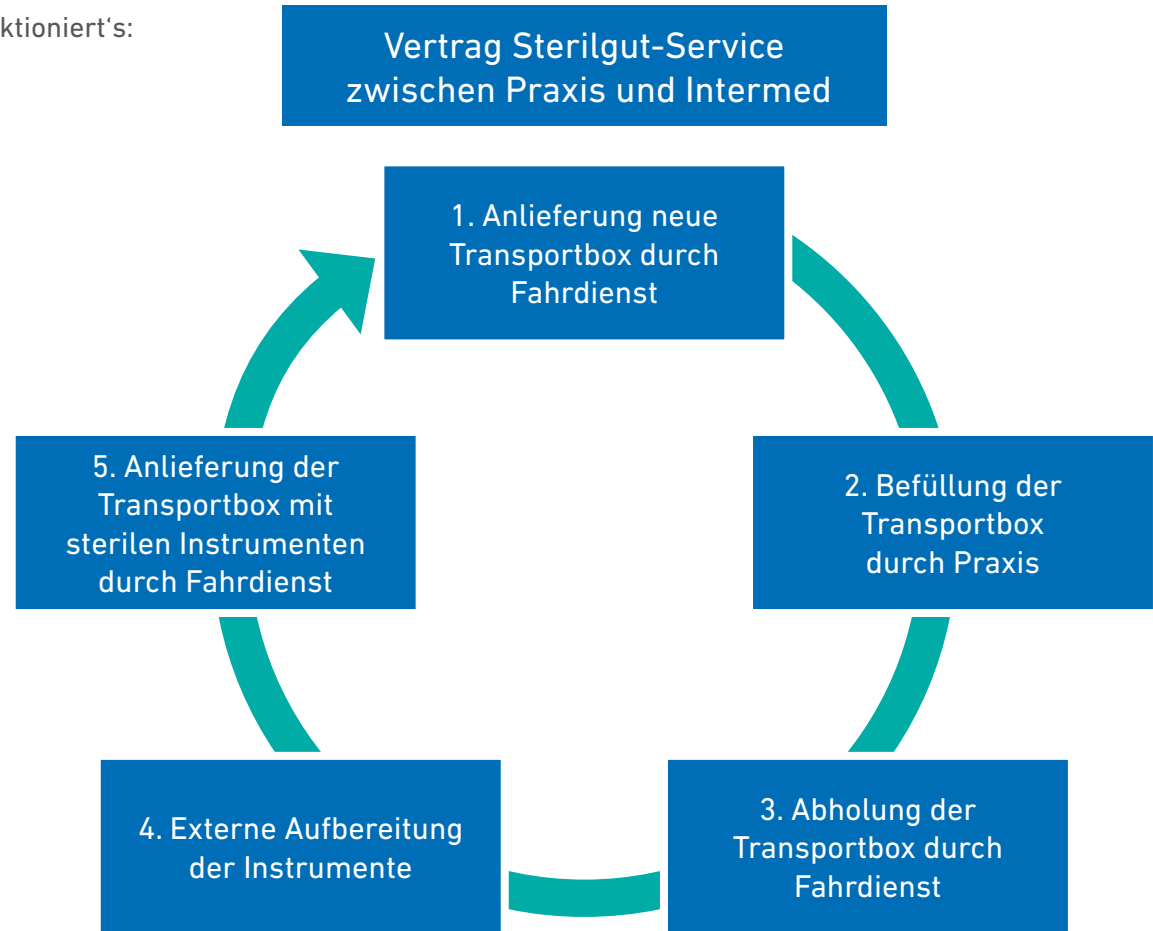 ktioniert‘s:
Vertrag Sterilgut-Service
zwischen Praxis und Intermed
1. Anlieferung neue
Transportbox durch
Fahrdienst
2. Befüllung der
Transportbox
durch Praxis
3. Abholung der
Transportbox durch
Fahrdienst
4. Externe Aufbereitung
der Instrumente
5. Anlieferung der
Transportbox mit
sterilen Instrumenten
durch Fahrdienst